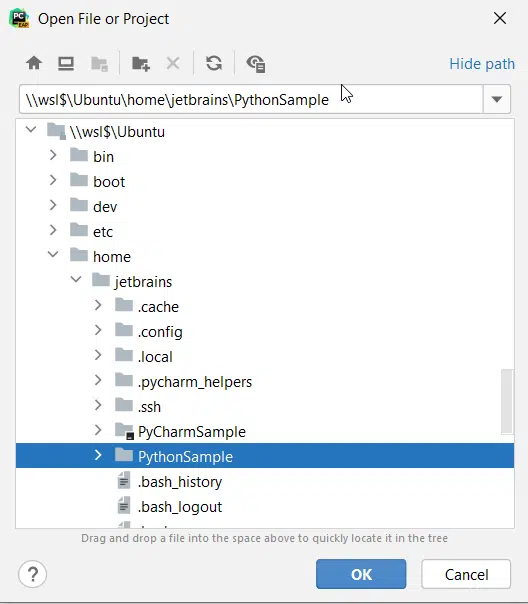 PC
EAP
Open File or Project
Hide path
\\wsl$\Ubuntu\home\jetbrains\PythonSample
\\wsl$\Ubuntu
bin
boot
dev
etc
home
jetbrains
.cache
.config
.local
.pycharm_helpers
.ssh
PyCharmSample
PythonSample
.bash_history
.bash_logout
Drag and drop a file into the space above to quickly locate it in the tree
?
OK
Cancel